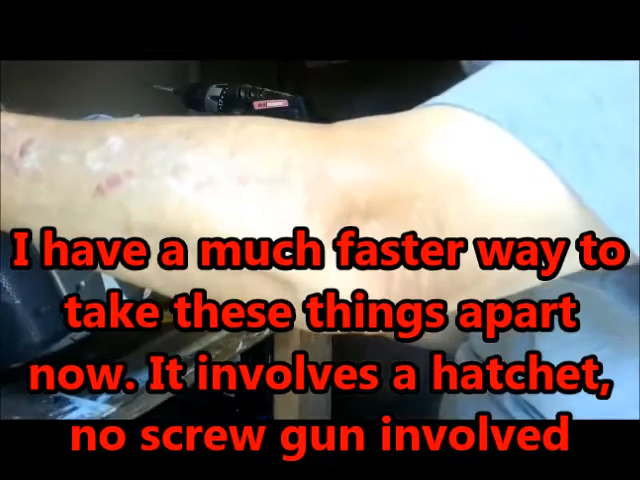 I have a much faster way to
take these things apart
now. It involves a hatchet,
no screw gun involved